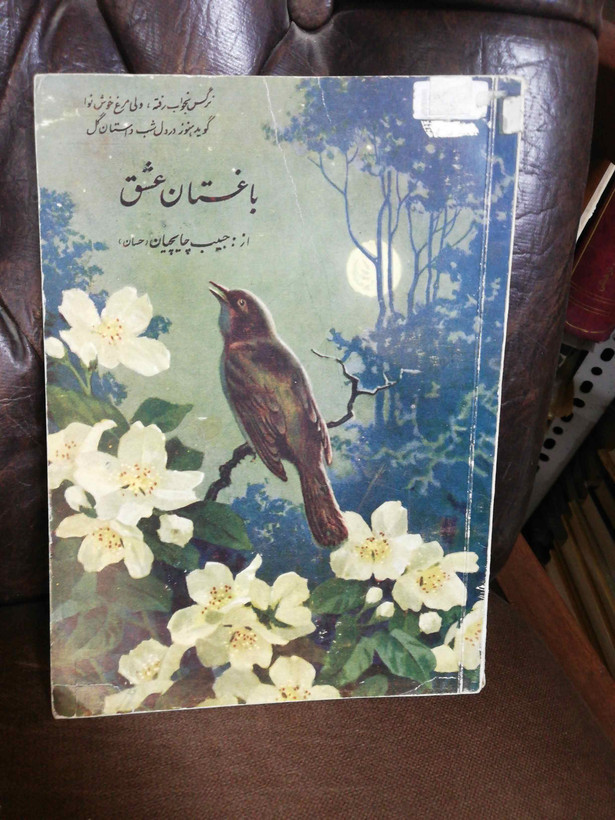 نرگس بخواب رفته، ولی مرغ خوش نوا
گوید هنوز در دل شب داستان گل
باغستان عشق
از: حبیب چایچیان (حسان)